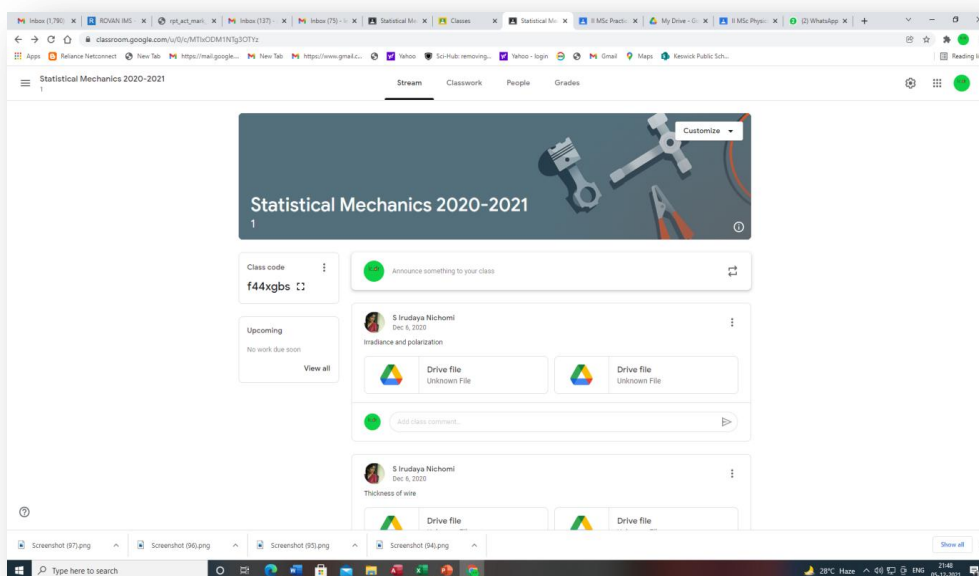 Inbox (1,780)
RDVAN IMS -
rpt_act_mark
Inbox (137) -
Inbox (75) -
Statistical Me
Classes
Statistical Me
II MSc Practi
My Drive - G
II MSc Physic
(2) WhatsApp
classroom.google.com/u/0/c/MTIxODM1NTg3OTYz
Apps
Reliance Netconnect
New Tab
https://mail.google...
New Tab
https://www.gmail.c...
Yahoo
Sci-Hub: removing...
Yahoo - login
Gmail
Maps
Keswick Public Sch...
Reading li
Statistical Mechanics 2020-2021
1
Stream
Classwork
People
Grades
Customize
Statistical Mechanics 2020-2021
1
Class code
f44xgbs
Announce something to your class
Upcoming
No work due soon
View all
S Irudaya Nichomi
Dec 6, 2020
Irradiance and polarization
Drive file
Unknown File
Drive file
Unknown File
Add class comment...
S Irudaya Nichomi
Dec 6, 2020
Thickness of wire
Drive file
Drive file
Screenshot (97).png
Screenshot (96).png
Screenshot (95).png
Screenshot (94).png
Show all
Type here to search
28°C Haze
ENG
21:48
05-12-2021